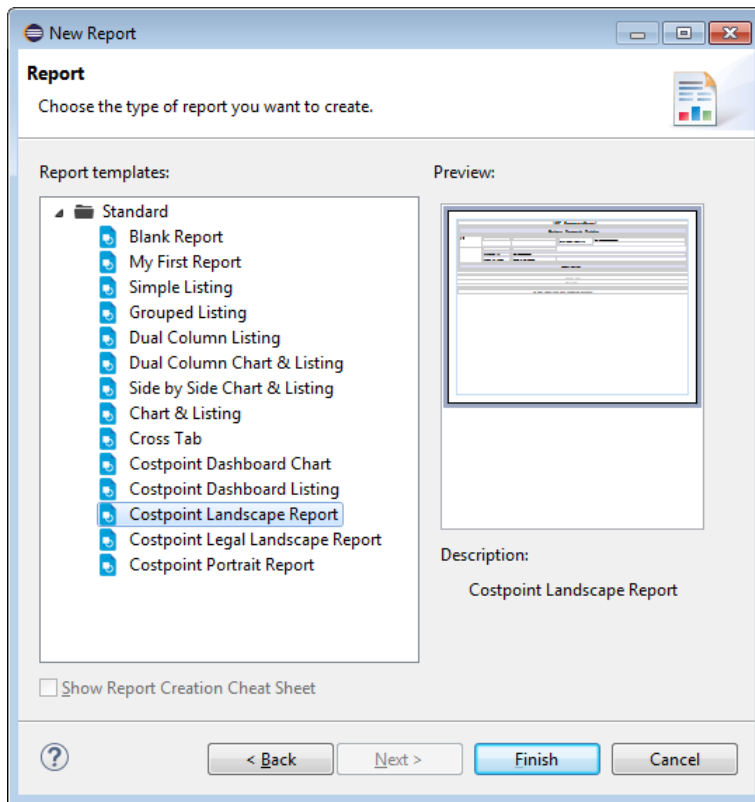 New Report
Report
Choose the type of report you want to create.
Report templates:
Preview:
Standard
Blank Report
My First Report
Simple Listing
Grouped Listing
Dual Column Listing
Dual Column Chart & Listing
Side by Side Chart & Listing
Chart & Listing
Cross Tab
Costpoint Dashboard Chart
Costpoint Dashboard Listing
Costpoint Landscape Report
Costpoint Legal Landscape Report
Costpoint Portrait Report
Description:
Costpoint Landscape Report
Show Report Creation Cheat Sheet
?
< Back
Next >
Finish
Cancel